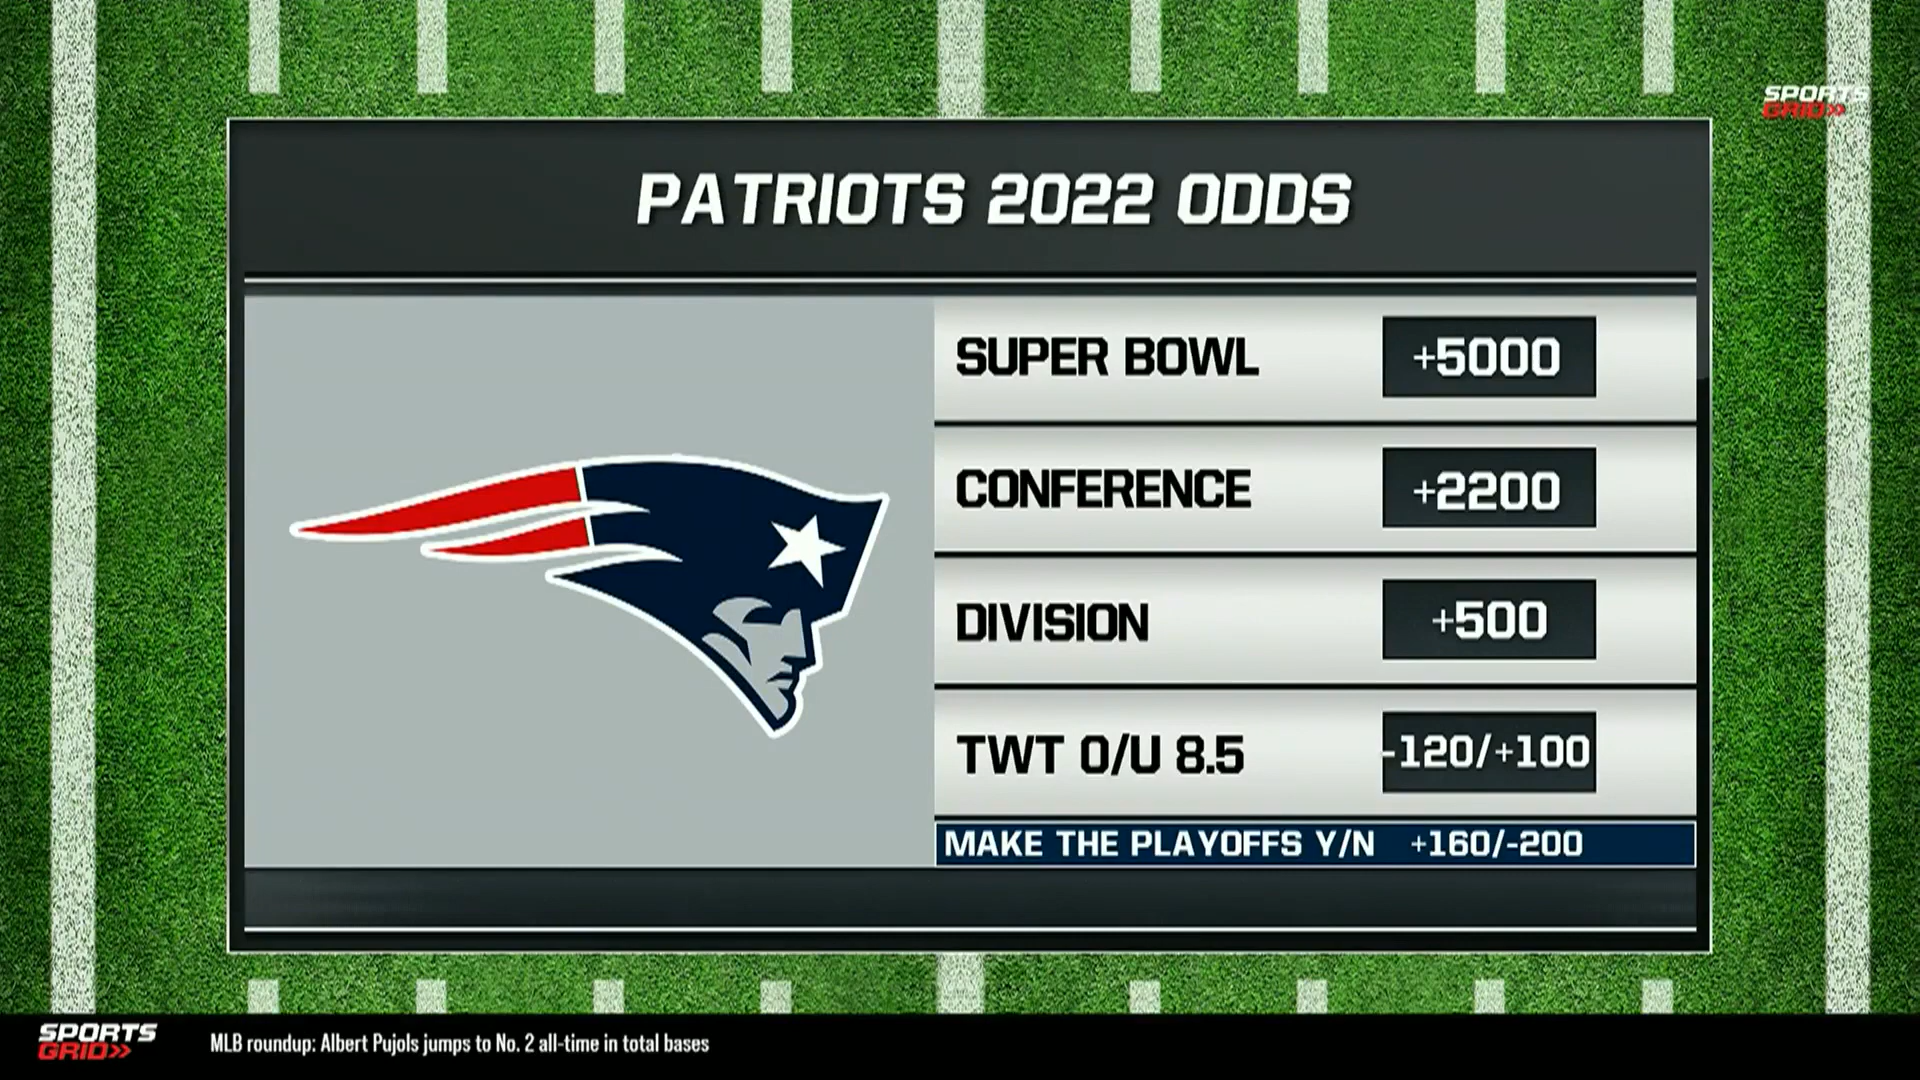 SPORTS
GRID»
PATRIOTS 2022 ODDS
SUPER BOWL +5000
CONFERENCE +2200
DIVISION +500
TWT O/U 8.5 -120/+100
MAKE THE PLAYOFFS Y/N +160/-200
SPORTS
GRID»
MLB roundup: Albert Pujols jumps to No. 2 all-time in total bases